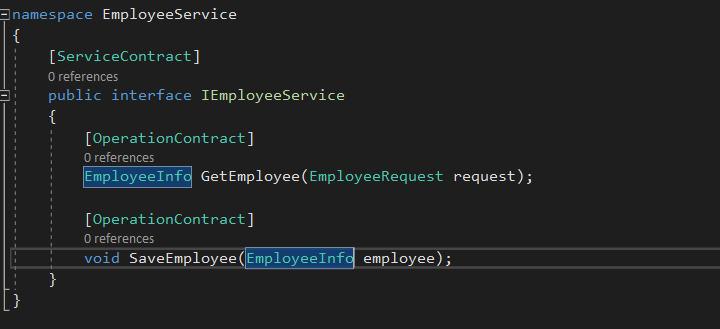 namespace EmployeeService
{
[ServiceContract]
0 references
public interface IEmployeeService
{
[OperationContract]
0 references
EmployeeInfo GetEmployee(EmployeeRequest request);
[OperationContract]
0 references
void SaveEmployee(EmployeeInfo employee);
}
}